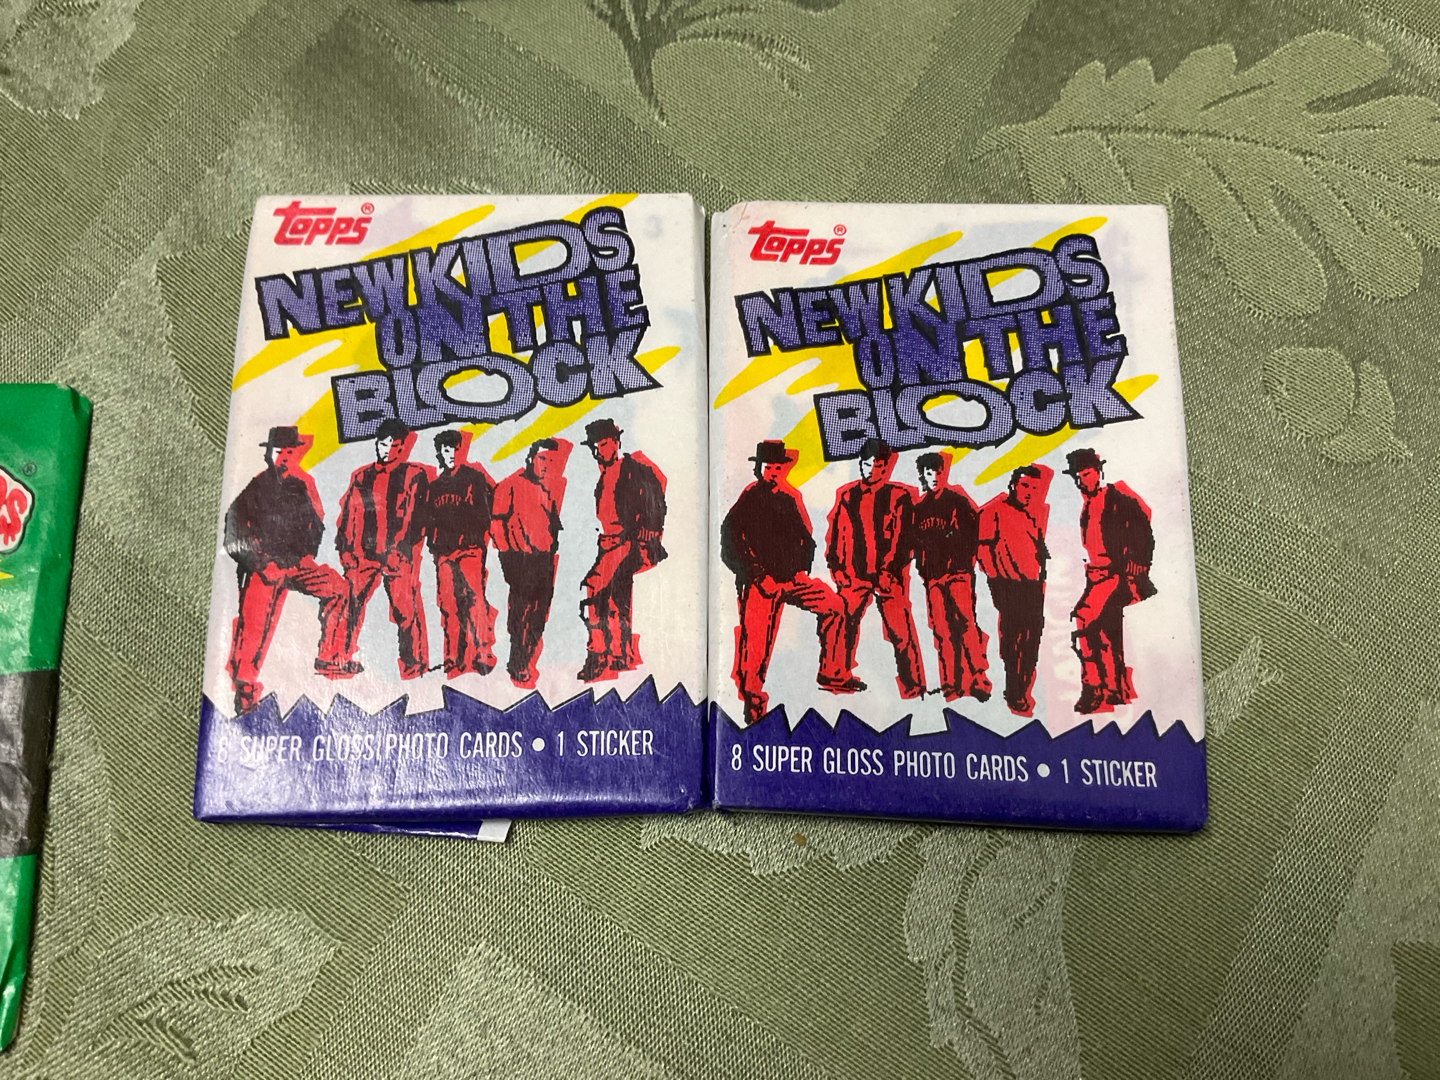 Topps®
NEW KIDS
ON THE
BLOCK
SUPER GLOSS PHOTO CARDS • 1 STICKER
Topps®
NEW KIDS
ON THE
BLOCK
8 SUPER GLOSS PHOTO CARDS • 1 STICKER
®